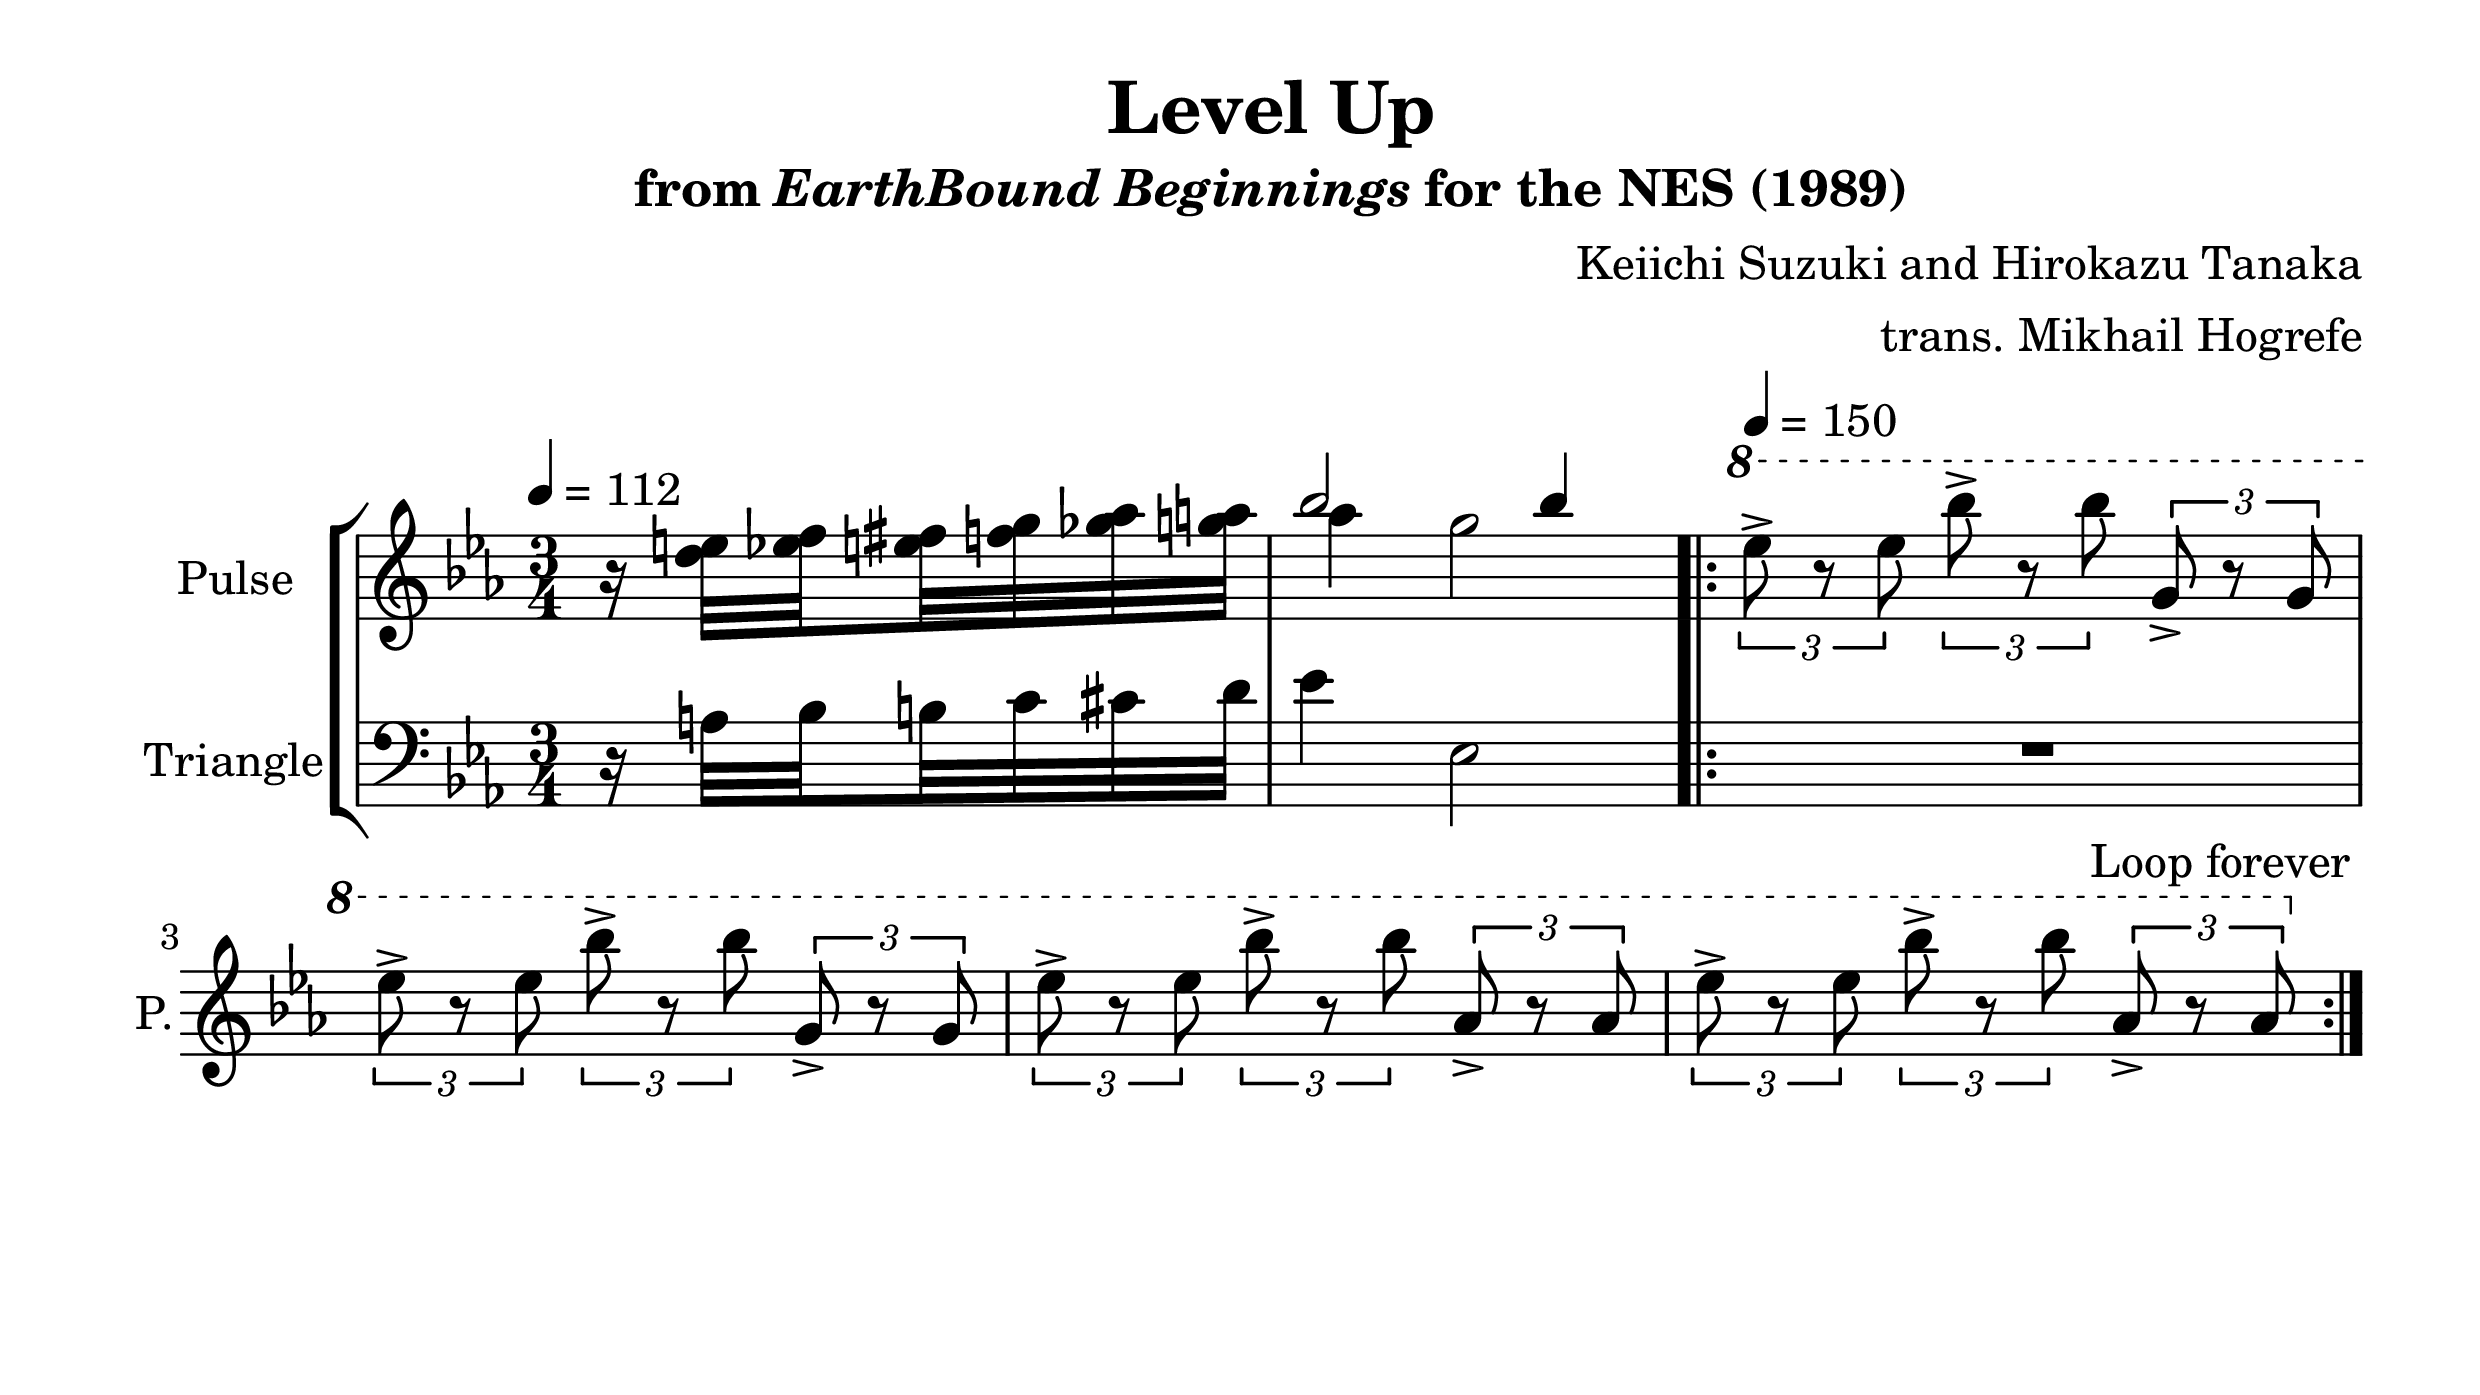 Level Up
from EarthBound Beginnings for the NES (1989)
Keiichi Suzuki and Hirokazu Tanaka
trans. Mikhail Hogrefe
= 150
8
= 112
3
Pulse
3
4
3 3
Triangle
3
4
Loop forever
8
3
3 3 3
P.
3 3 3 3 3 3